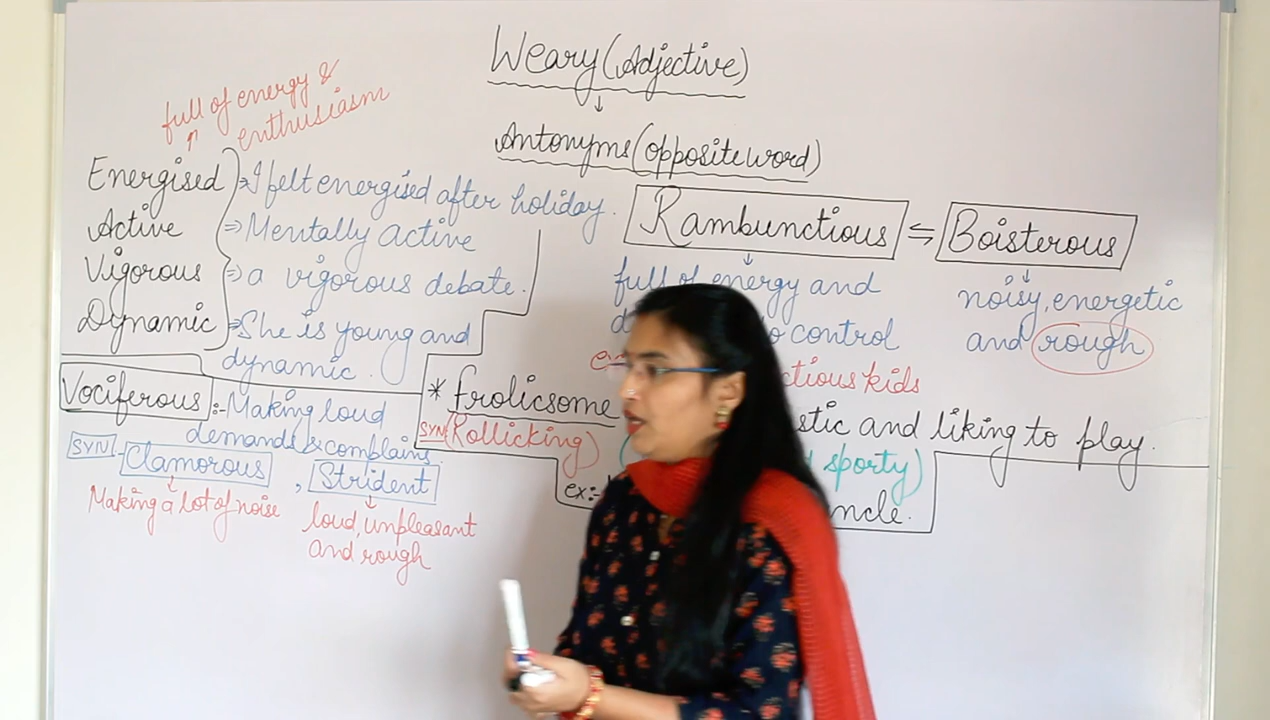 Weary (Adjective)
↓
Antonyms (opposite word)
full of energy &
enthusiasm
Energised ⇒ I felt energised after holiday.
Active ⇒ Mentally active
Vigorous ⇒ a vigorous debate.
Dynamic ⇒ She is young and
dynamic.
Rambunctious ⇆ Boisterous
full of energy and
control
kids
noisy, energetic
and rough
Vociferous :- Making loud
demands & complains.
SYN - Clamorous, Strident
Making a lot of noise
loud, unpleasant
and rough
* frolicsome
and liking to play.
SYN (Rollicking)
sporty)
ex:-